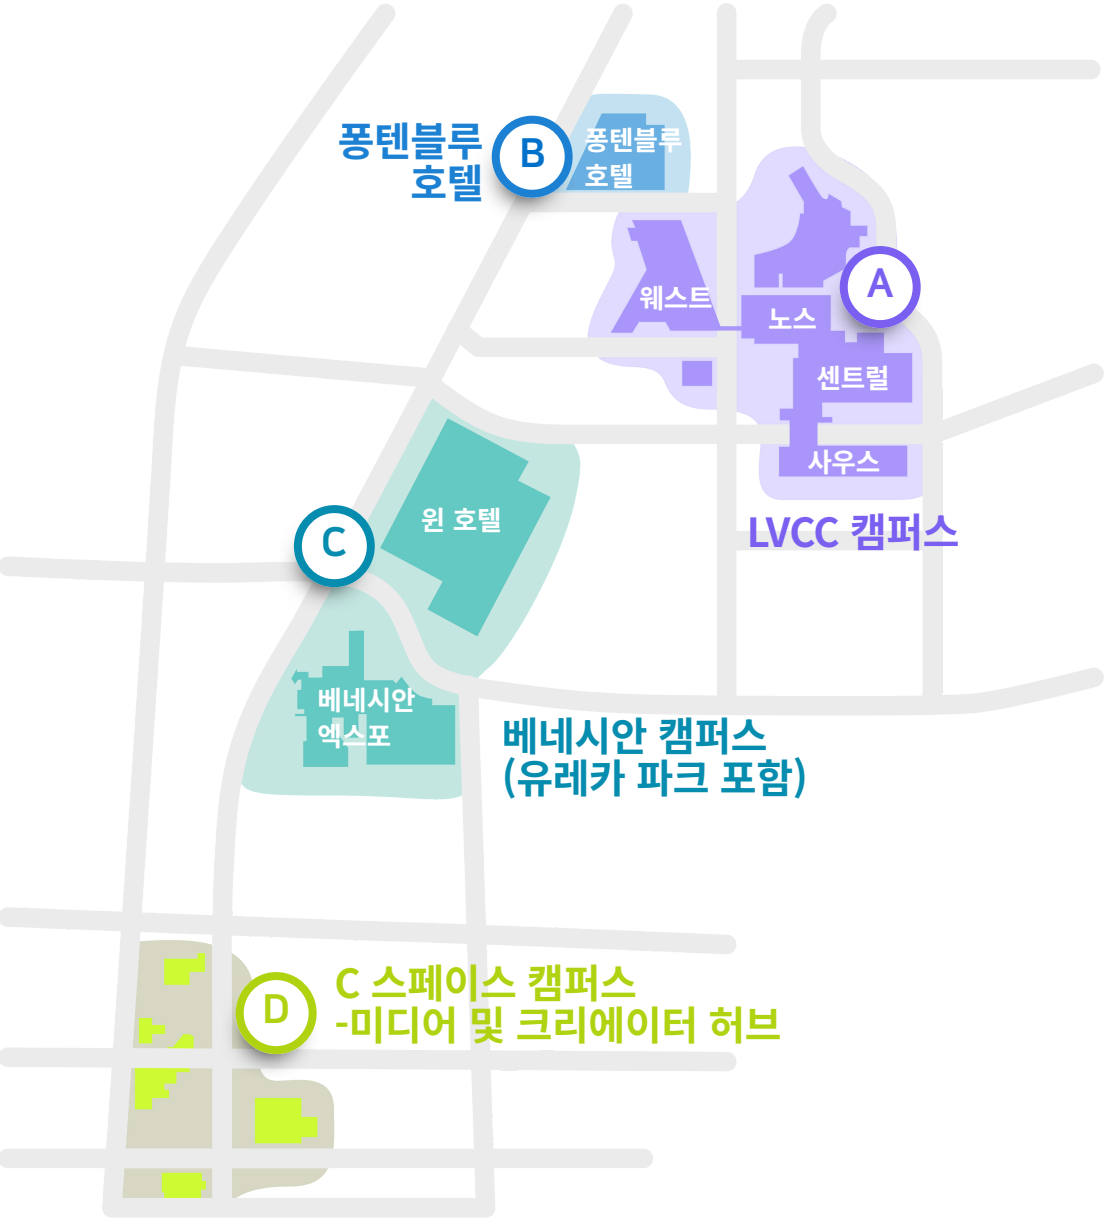 퐁텐블루
호텔
B
퐁텐블루
호텔
웨스트
노스
A
센트럴
사우스
LVCC 캠퍼스
윈 호텔
C
베네시안
엑스포
베네시안 캠퍼스
(유레카 파크 포함)
D
C 스페이스 캠퍼스
-미디어 및 크리에이터 허브